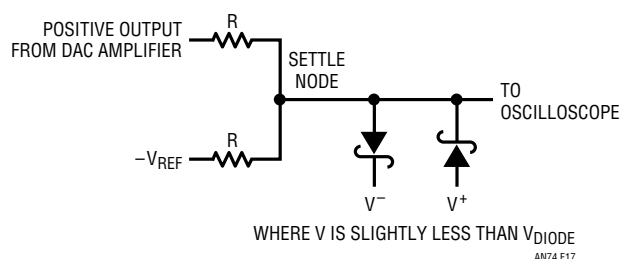 POSITIVE OUTPUT
FROM DAC AMPLIFIER
R
SETTLE
NODE
TO
OSCILLOSCOPE
R
–VREF
V–
V+
WHERE V IS SLIGHTLY LESS THAN VDIODE
AN74 F17